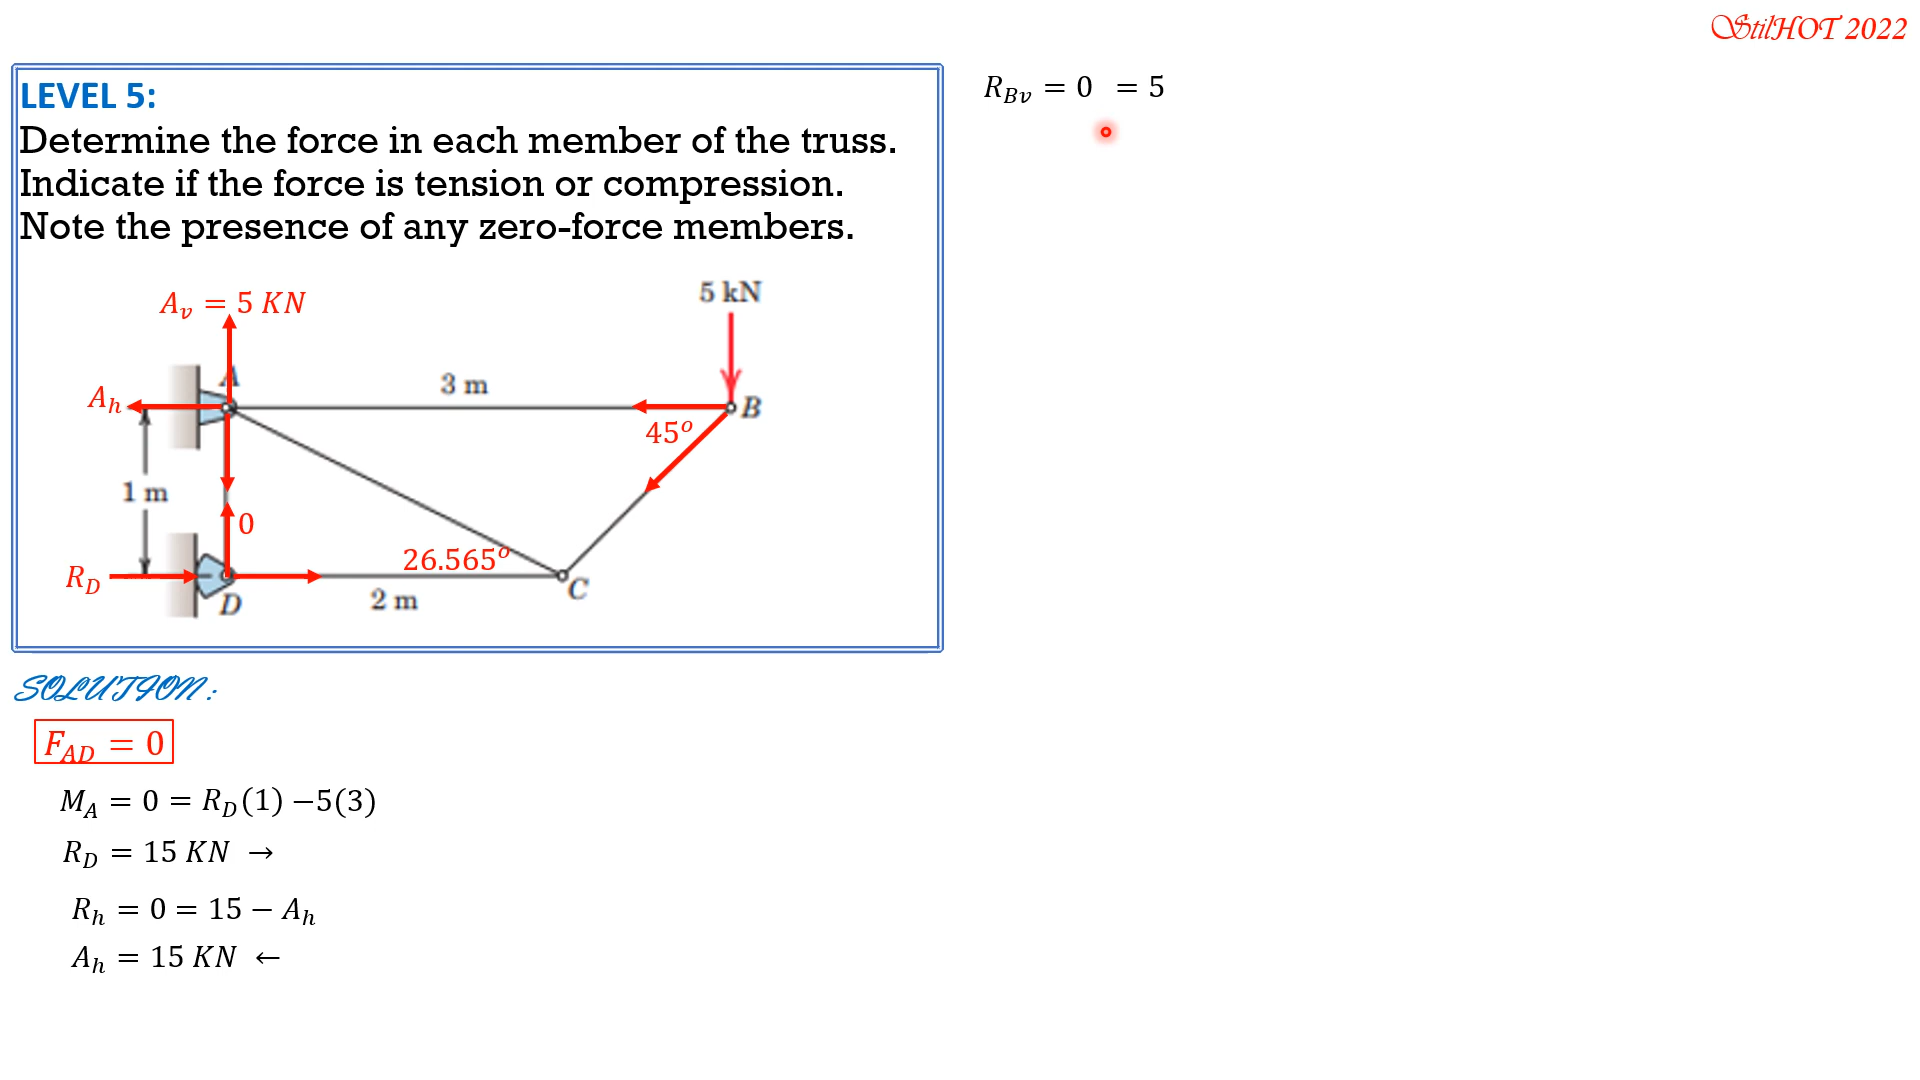 StilHOT 2022
LEVEL 5:
Determine the force in each member of the truss.
Indicate if the force is tension or compression.
Note the presence of any zero-force members.
A_v = 5 KN
5 kN
A
A_h
3 m
B
45°
1 m
0
26.565°
R_D
D
2 m
C
SOLUTION:
F_AD = 0
M_A = 0 = R_D(1) −5(3)
R_D = 15 KN →
R_h = 0 = 15 − A_h
A_h = 15 KN ←
R_Bv = 0 = 5